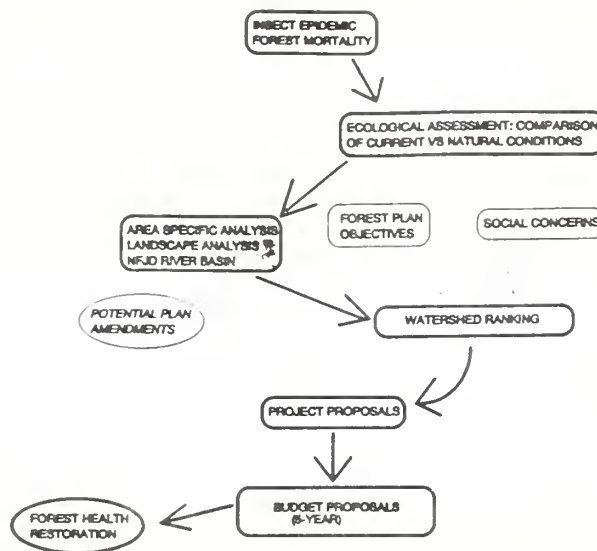 INSECT EPIDEMIC
FOREST MORTALITY
ECOLOGICAL ASSESSMENT: COMPARISON
OF CURRENT VS NATURAL CONDITIONS
AREA SPECIFIC ANALYSIS
LANDSCAPE ANALYSIS
NFJD RIVER BASIN
FOREST PLAN
OBJECTIVES
SOCIAL CONCERNS
POTENTIAL PLAN
AMENDMENTS
WATERSHED RANKING
PROJECT PROPOSALS
BUDGET PROPOSALS
(5-YEAR)
FOREST HEALTH
RESTORATION